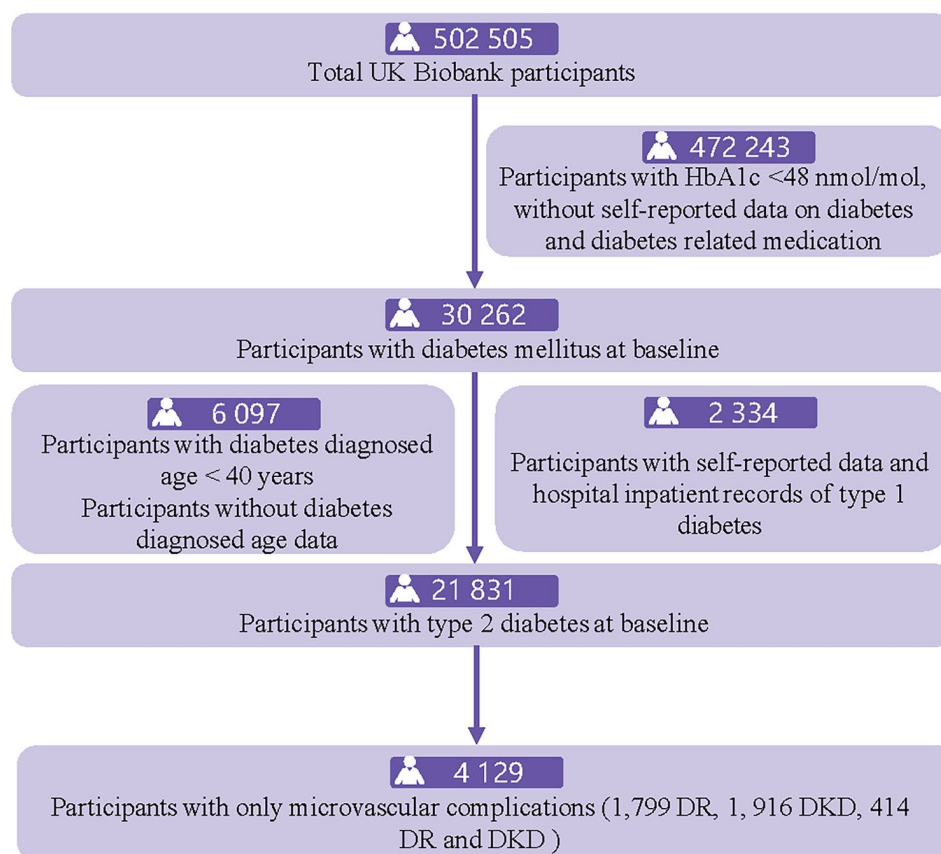 502 505
Total UK Biobank participants
472 243
Participants with HbA1c <48 nmol/mol,
without self-reported data on diabetes
and diabetes related medication
30 262
Participants with diabetes mellitus at baseline
6 097
Participants with diabetes diagnosed
age < 40 years
Participants without diabetes
diagnosed age data
2 334
Participants with self-reported data and
hospital inpatient records of type 1
diabetes
21 831
Participants with type 2 diabetes at baseline
4 129
Participants with only microvascular complications (1,799 DR, 1, 916 DKD, 414
DR and DKD )